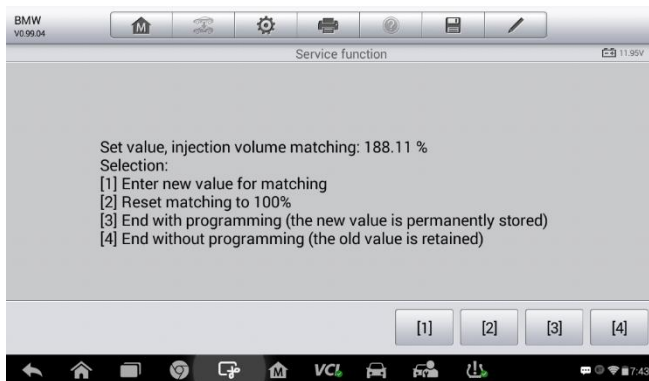 BMW
V0.99.04
Service function
11.95V
Set value, injection volume matching: 188.11 %
Selection:
[1] Enter new value for matching
[2] Reset matching to 100%
[3] End with programming (the new value is permanently stored)
[4] End without programming (the old value is retained)
[1] [2] [3] [4]
M VCI 7:43